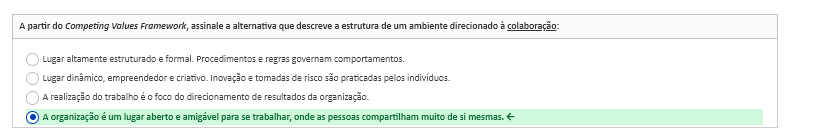 A partir do Competing Values Framework, assinale a alternativa que descreve a estrutura de um ambiente direcionado à colaboração:
Lugar altamente estruturado e formal. Procedimentos e regras governam comportamentos.
Lugar dinâmico, empreendedor e criativo. Inovação e tomadas de risco são praticadas pelos indivíduos.
A realização do trabalho é o foco do direcionamento de resultados da organização.
A organização é um lugar aberto e amigável para se trabalhar, onde as pessoas compartilham muito de si mesmas. ←